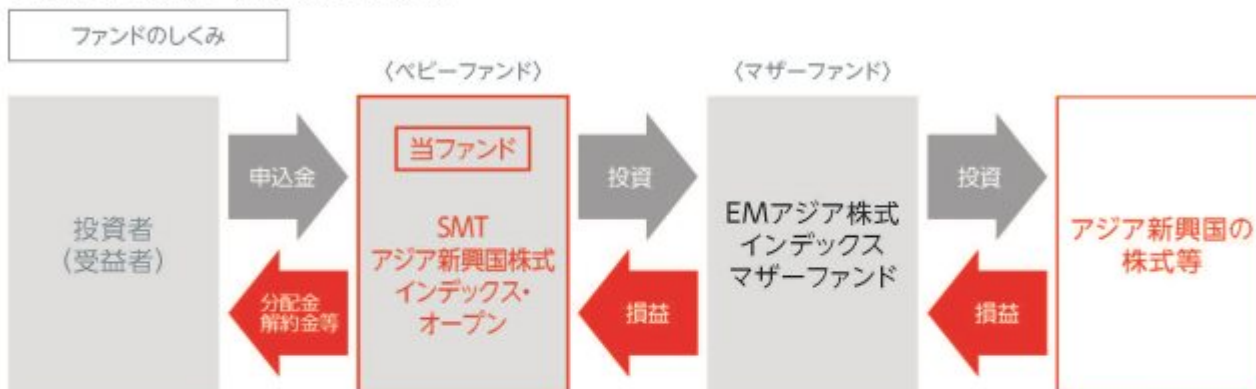 ファンドのしくみ
〈ベビーファンド〉
〈マザーファンド〉
投資者
(受益者)
申込金
分配金
解約金等
当ファンド
SMT
アジア新興国株式
インデックス・
オープン
投資
損益
EMアジア株式
インデックス
マザーファンド
投資
損益
アジア新興国の
株式等